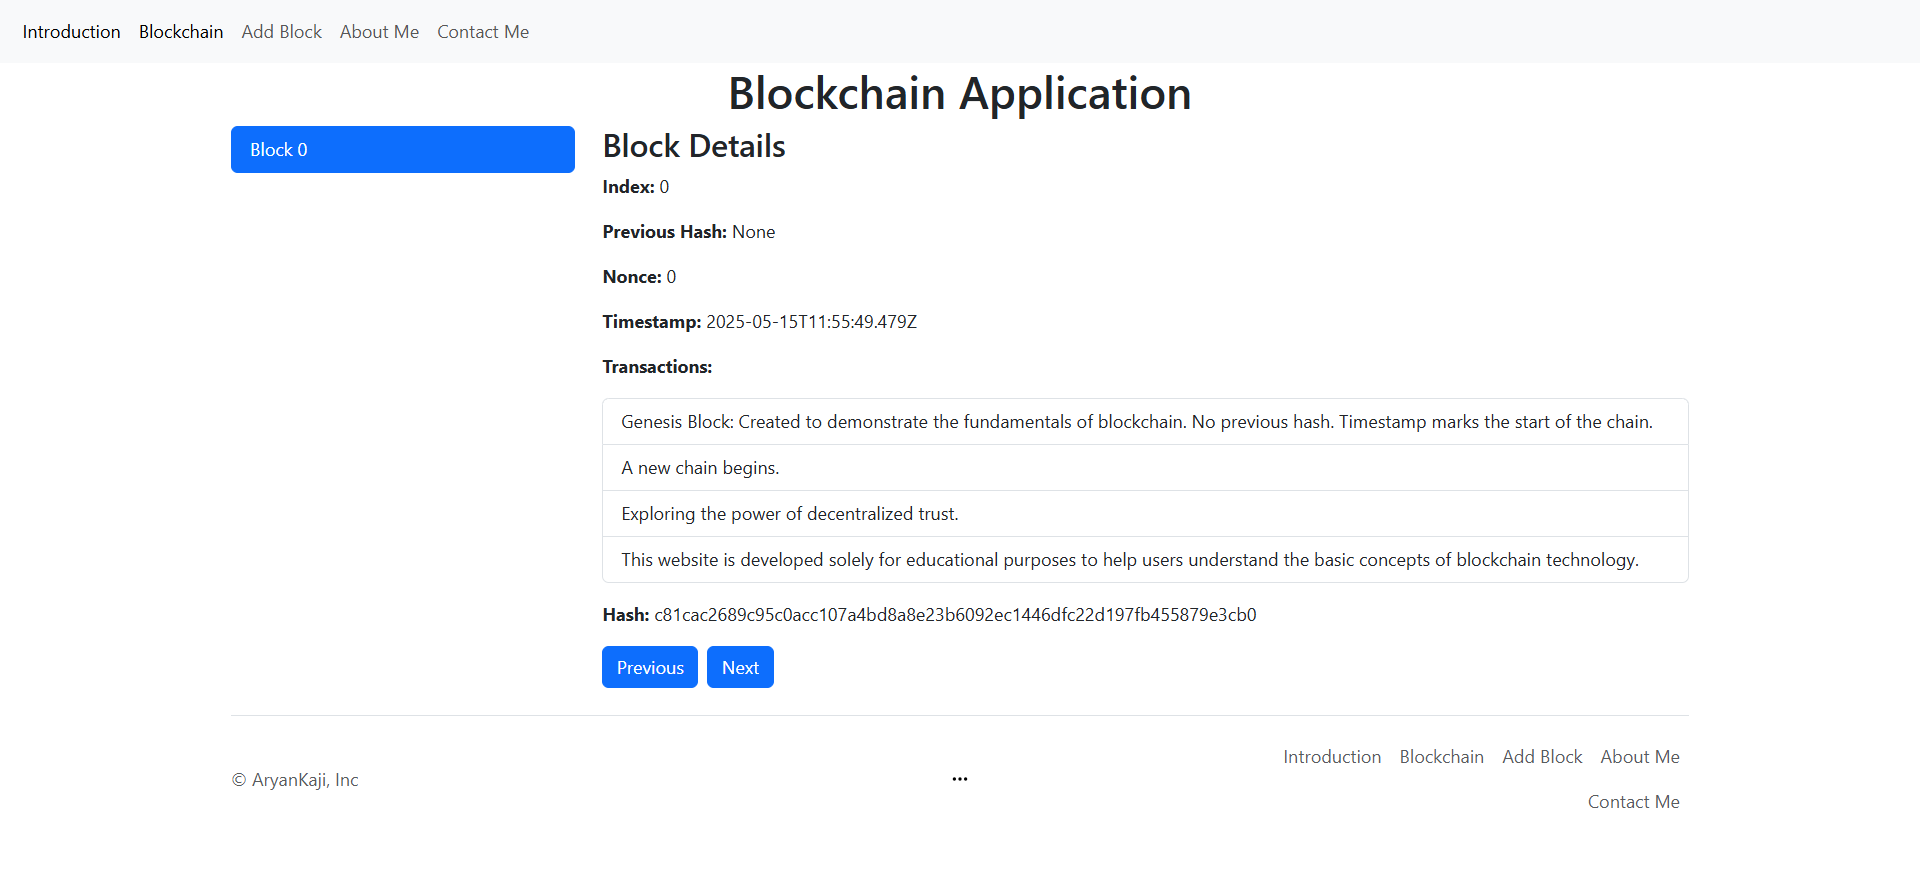 Introduction Blockchain Add Block About Me Contact Me
Blockchain Application
Block 0
Block Details
Index: 0
Previous Hash: None
Nonce: 0
Timestamp: 2025-05-15T11:55:49.479Z
Transactions:
Genesis Block: Created to demonstrate the fundamentals of blockchain. No previous hash. Timestamp marks the start of the chain.
A new chain begins.
Exploring the power of decentralized trust.
This website is developed solely for educational purposes to help users understand the basic concepts of blockchain technology.
Hash: c81cac2689c95c0acc107a4bd8a8e23b6092ec1446dfc22d197fb455879e3cb0
Previous Next
© AryanKaji, Inc
•••
Introduction Blockchain Add Block About Me
Contact Me